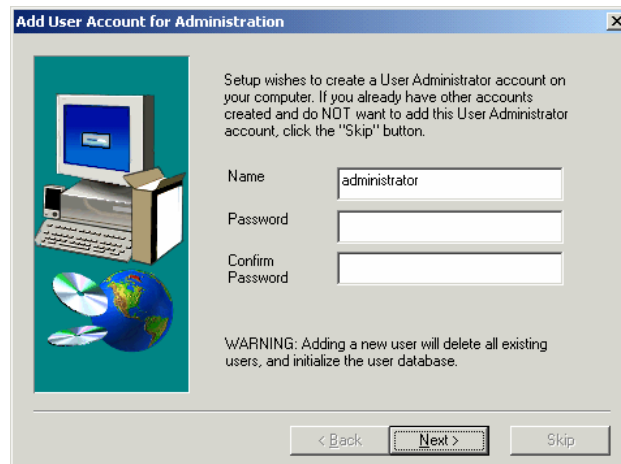 Add User Account for Administration
Setup wishes to create a User Administrator account on
your computer. If you already have other accounts
created and do NOT want to add this User Administrator
account, click the "Skip" button.
Name
administrator
Password
Confirm
Password
WARNING: Adding a new user will delete all existing
users, and initialize the user database.
< Back
Next >
Skip